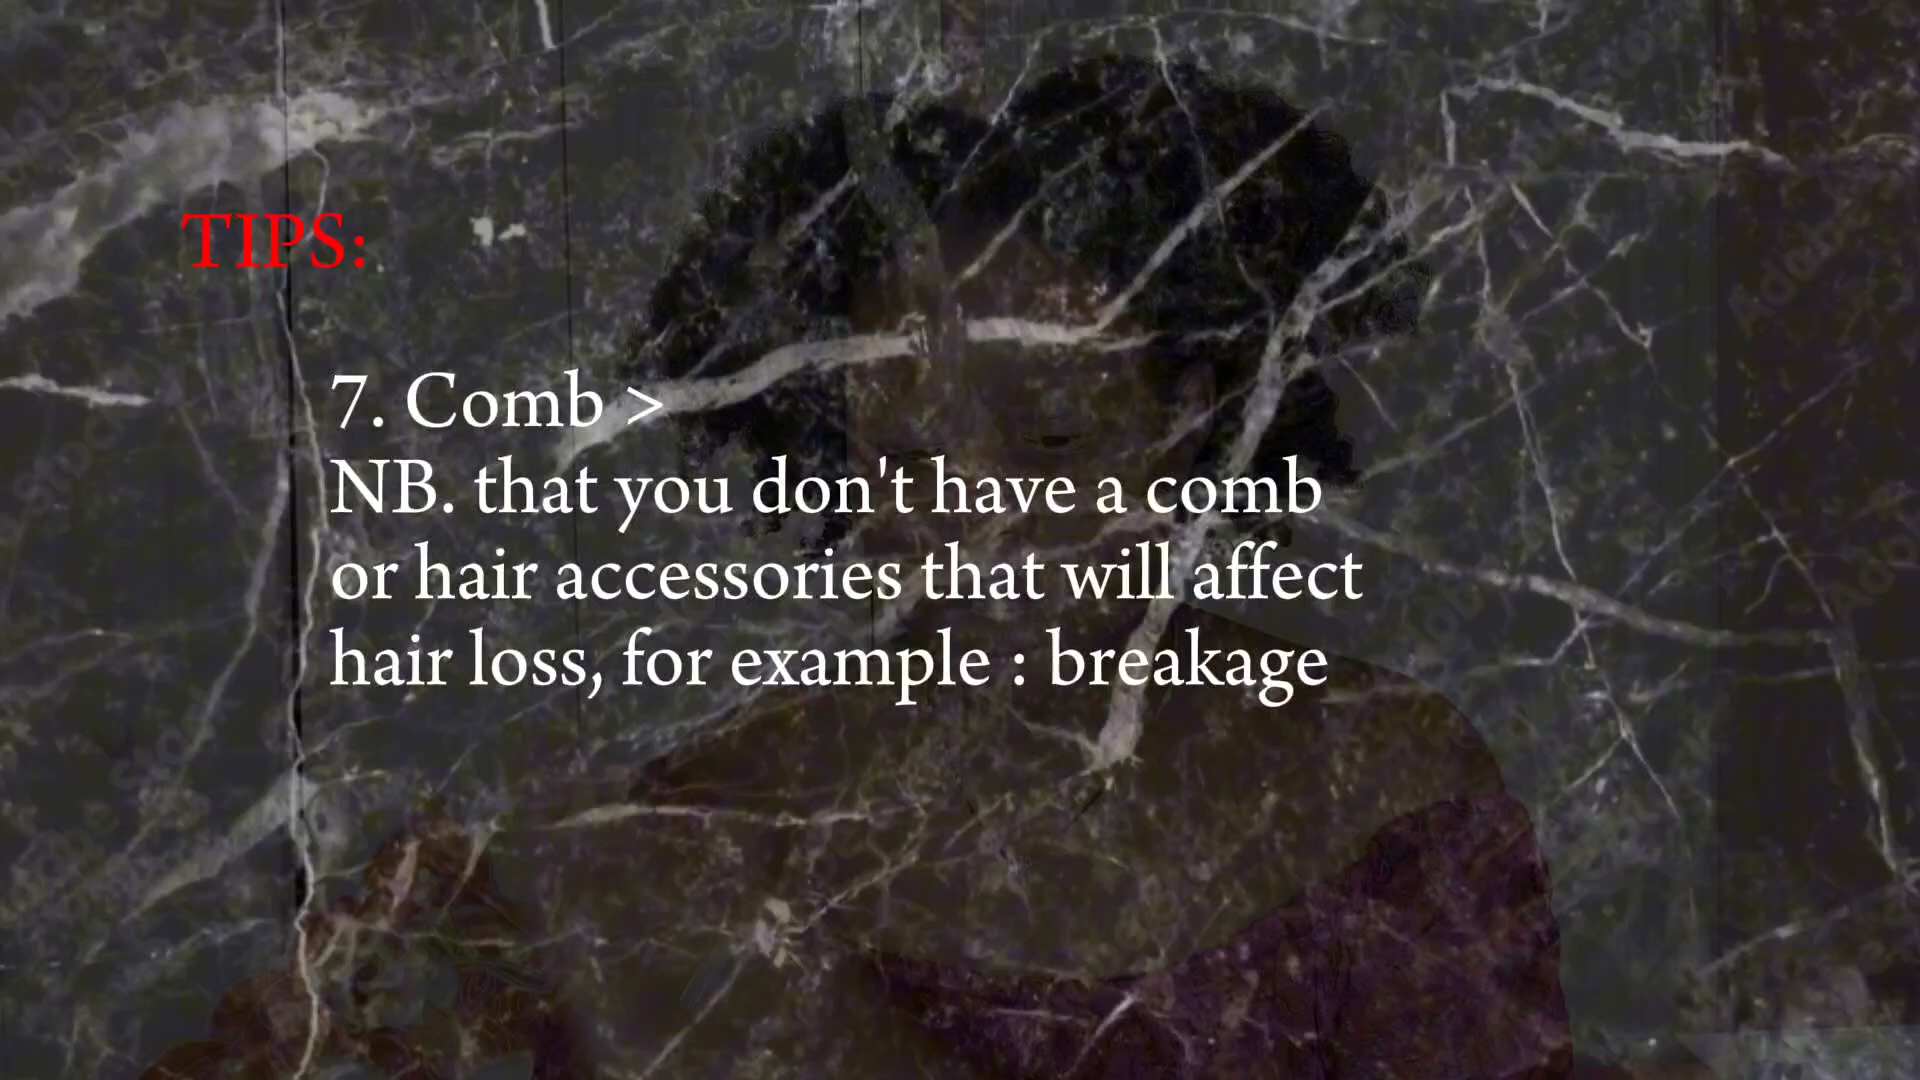 TIPS:
7. Comb >
NB. that you don't have a comb
or hair accessories that will affect
hair loss, for example : breakage